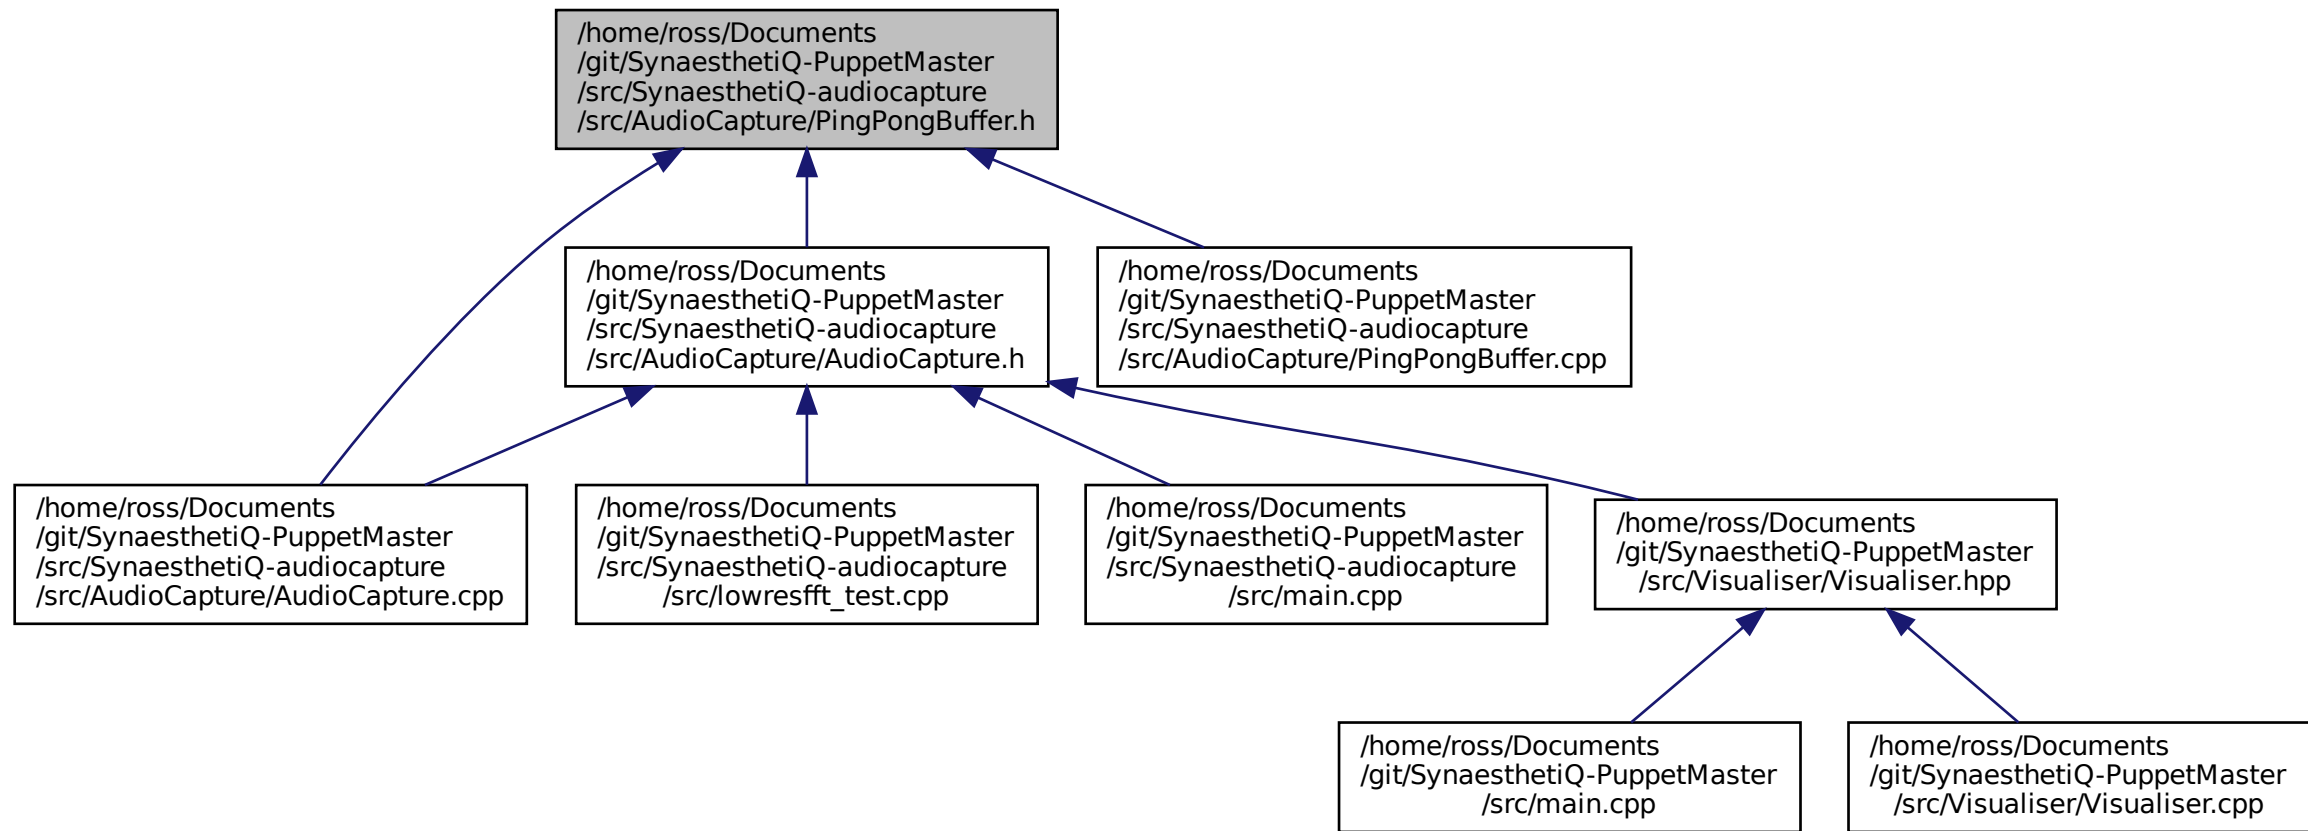 /home/ross/Documents
/git/SynaesthetiQ-PuppetMaster
/src/SynaesthetiQ-audiocapture
/src/AudioCapture/PingPongBuffer.h
/home/ross/Documents
/git/SynaesthetiQ-PuppetMaster
/src/SynaesthetiQ-audiocapture
/src/AudioCapture/AudioCapture.h
/home/ross/Documents
/git/SynaesthetiQ-PuppetMaster
/src/SynaesthetiQ-audiocapture
/src/AudioCapture/PingPongBuffer.cpp
/home/ross/Documents
/git/SynaesthetiQ-PuppetMaster
/src/SynaesthetiQ-audiocapture
/src/AudioCapture/AudioCapture.cpp
/home/ross/Documents
/git/SynaesthetiQ-PuppetMaster
/src/SynaesthetiQ-audiocapture
/src/lowresfft_test.cpp
/home/ross/Documents
/git/SynaesthetiQ-PuppetMaster
/src/SynaesthetiQ-audiocapture
/src/main.cpp
/home/ross/Documents
/git/SynaesthetiQ-PuppetMaster
/src/Visualiser/Visualiser.hpp
/home/ross/Documents
/git/SynaesthetiQ-PuppetMaster
/src/main.cpp
/home/ross/Documents
/git/SynaesthetiQ-PuppetMaster
/src/Visualiser/Visualiser.cpp